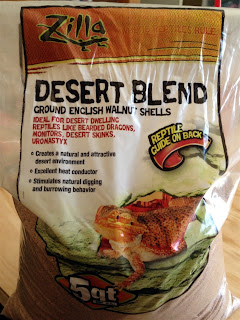 Zilla
DESERT BLEND
GROUND ENGLISH WALNUT SHELLS
IDEAL FOR DESERT DWELLING
REPTILES LIKE BEARDED DRAGONS,
MONITORS, DESERT SKINKS,
UROMASTYX
REPTILE
GUIDE ON BACK
• Creates a natural and attractive
desert environment
• Excellent heat conductor
• Stimulates natural digging
and burrowing behavior
5qt